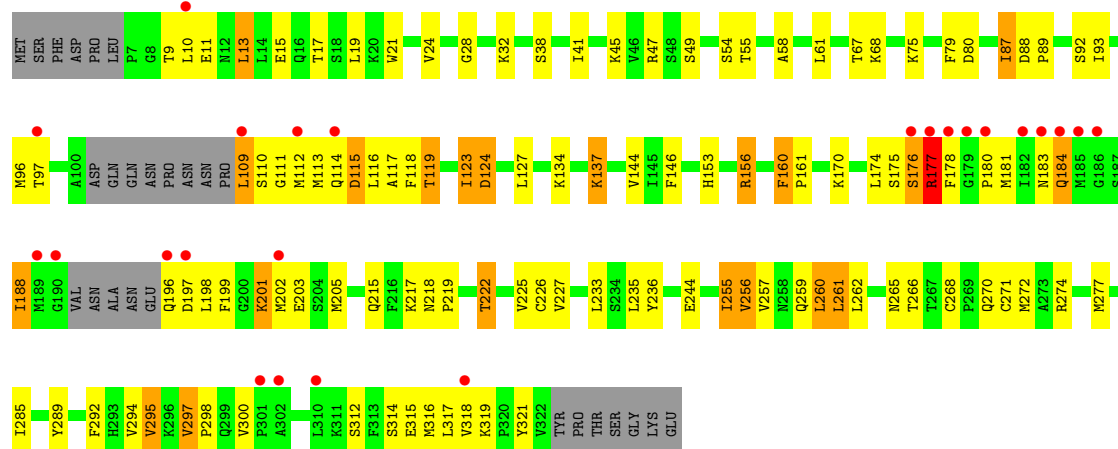 MET SER PHE ASP PRO LEU P7 G8 T9 L10 E11 N12 L13 L14 E15 Q16 T17 S18 L19 K20 W21 V24 G28 K32 S38 I41 K45 V46 R47 S48 S49 S54 T55 A58 L61 T67 K68 K75 F79 D80 I87 D88 P89 S92 I93
M96 T97 A100 ASP GLN GLN ASN PRO ASN ASN PRO L109 S110 G111 M112 M113 Q114 D115 L116 A117 F118 T119 I123 D124 L127 K134 K137 V144 I145 F146 H153 R156 F160 P161 K170 L174 S175 S176 R177 F178 G179 P180 M181 I182 N183 Q184 M185 G186 S187
I188 M189 G190 VAL ASN ALA ASN GLU Q196 D197 L198 F199 G200 K201 M202 E203 S204 M205 Q215 F216 K217 N218 P219 T222 V225 C226 V227 L233 S234 L235 Y236 E244 I255 V256 V257 N258 Q259 L260 L261 L262 N265 T266 T267 C268 P269 Q270 C271 M272 A273 R274 M277
I285 Y289 F292 H293 V294 V295 K296 V297 P298 Q299 V300 P301 A302 L310 K311 S312 F313 S314 E315 M316 L317 V318 K319 P320 Y321 V322 TYR PRO THR SER GLY LYS GLU